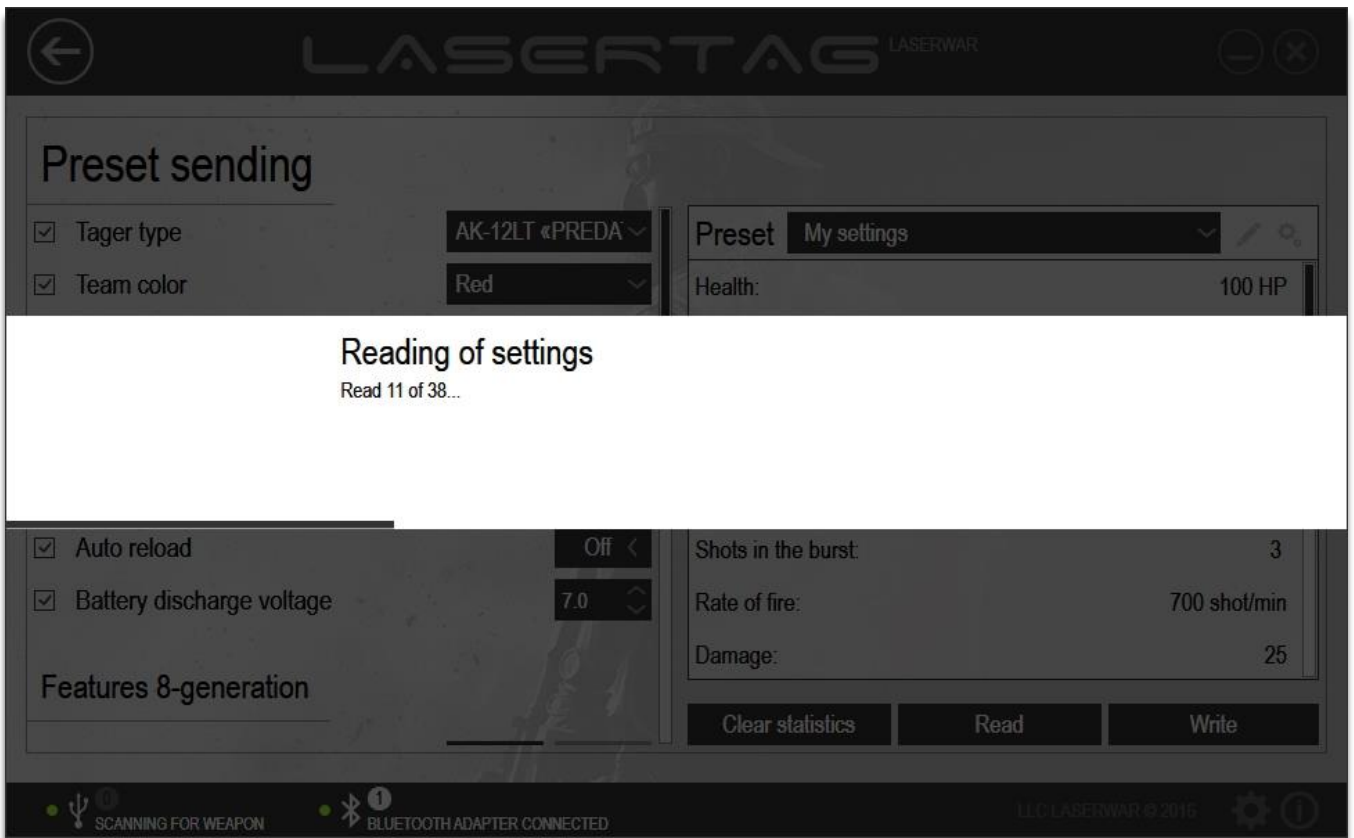 LASERTAG LASERWAR
Preset sending
Tager type
AK-12LT «PREDA
Team color
Red
Preset My settings
Health: 100 HP
Reading of settings
Read 11 of 38...
Auto reload
Off
Battery discharge voltage
7.0
Features 8-generation
Shots in the burst: 3
Rate of fire: 700 shot/min
Damage: 25
Clear statistics Read Write
0
SCANNING FOR WEAPON
1
BLUETOOTH ADAPTER CONNECTED
LLC LASERWAR © 2016